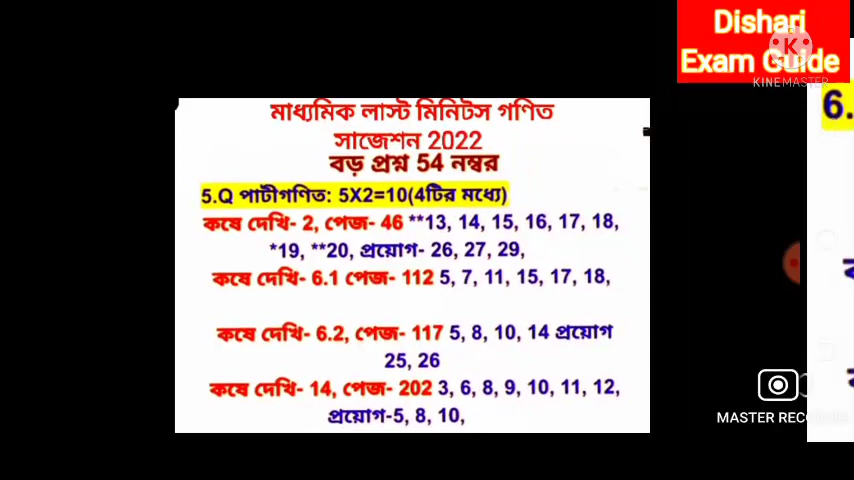 Dishari
Exam Guide
KINEMASTER
মাধ্যমিক লাস্ট মিনিটস গণিত
সাজেশন 2022
বড় প্রশ্ন 54 নম্বর
5.Q পাটীগণিত: 5X2=10(4টির মধ্যে)
কষে দেখি- 2, পেজ- 46 **13, 14, 15, 16, 17, 18,
*19, **20, প্রয়োগ- 26, 27, 29,
কষে দেখি- 6.1 পেজ- 112 5, 7, 11, 15, 17, 18,
কষে দেখি- 6.2, পেজ- 117 5, 8, 10, 14 প্রয়োগ
25, 26
কষে দেখি- 14, পেজ- 202 3, 6, 8, 9, 10, 11, 12,
প্রয়োগ-5, 8, 10,
6.
MASTER